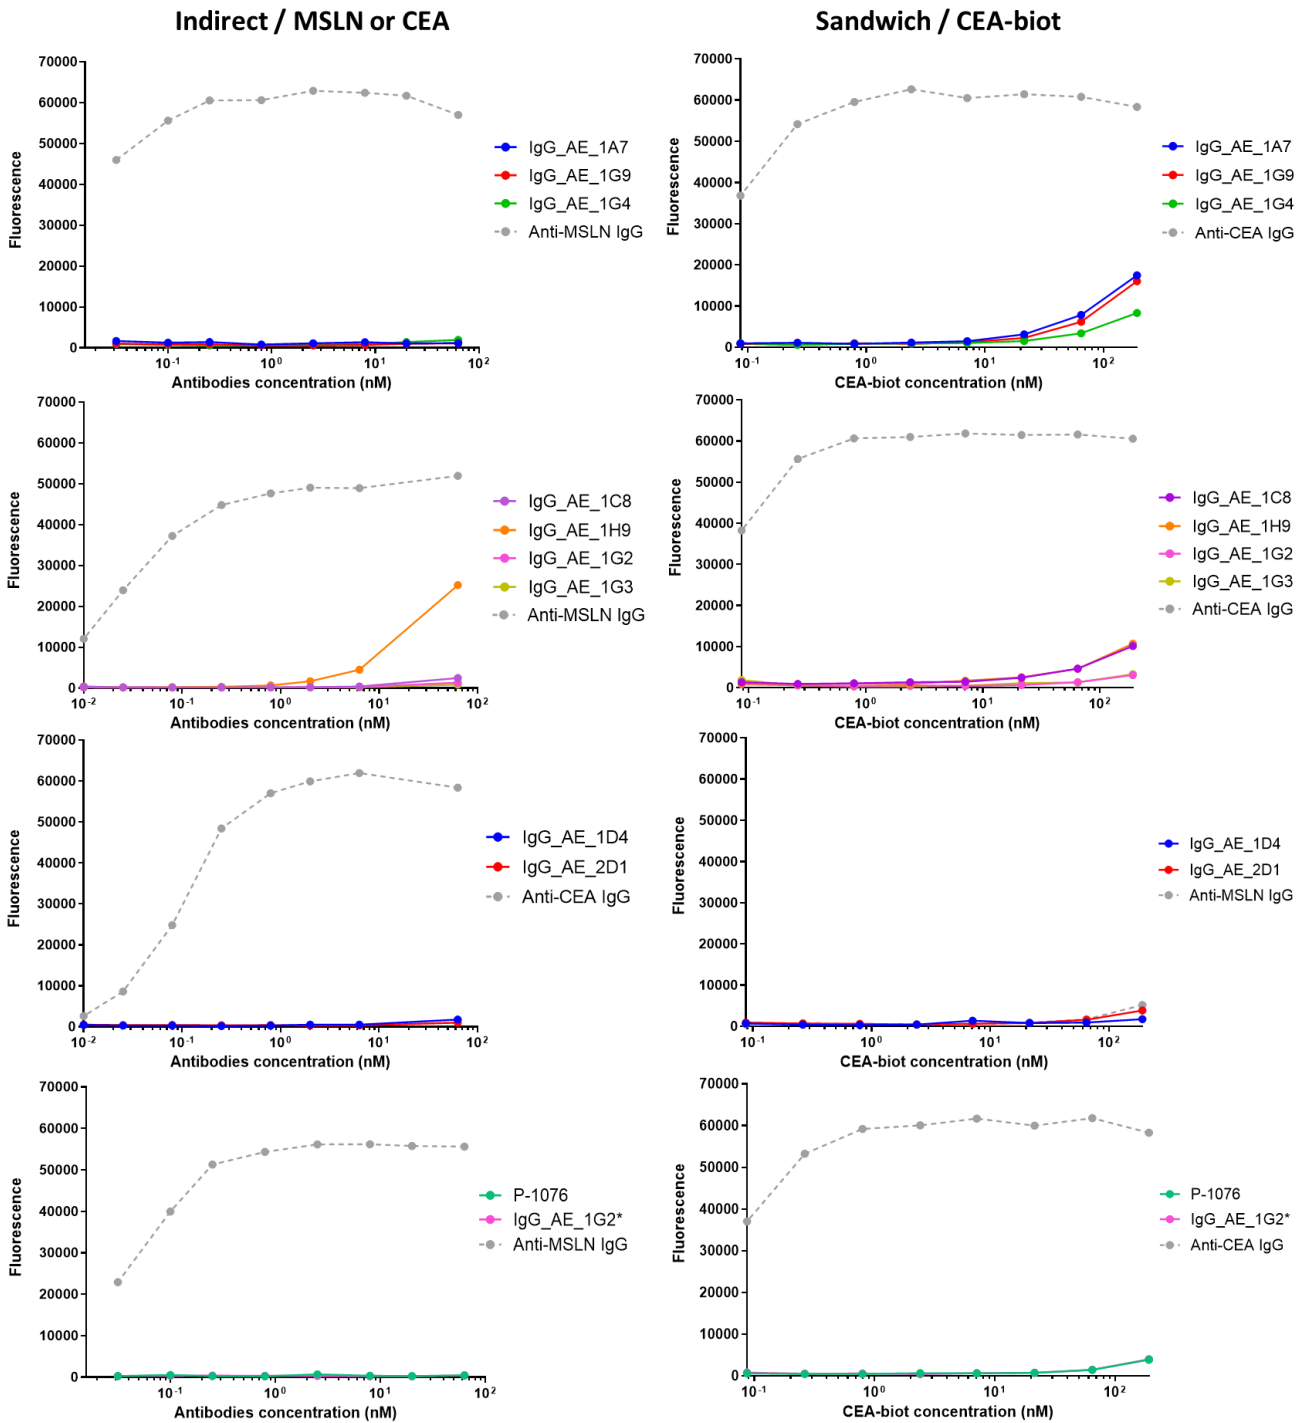 Indirect / MSLN or CEA
Sandwich / CEA-biot
70000
60000
50000
40000
30000
20000
10000
0
Fluorescence
10-1
100
101
102
Antibodies concentration (nM)
IgG_AE_1A7
IgG_AE_1G9
IgG_AE_1G4
Anti-MSLN IgG
70000
60000
50000
40000
30000
20000
10000
0
Fluorescence
10-1
100
101
102
CEA-biot concentration (nM)
IgG_AE_1A7
IgG_AE_1G9
IgG_AE_1G4
Anti-CEA IgG
70000
60000
50000
40000
30000
20000
10000
0
Fluorescence
10-2
10-1
100
101
102
Antibodies concentration (nM)
IgG_AE_1C8
IgG_AE_1H9
IgG_AE_1G2
IgG_AE_1G3
Anti-MSLN IgG
70000
60000
50000
40000
30000
20000
10000
0
Fluorescence
10-1
100
101
102
CEA-biot concentration (nM)
IgG_AE_1C8
IgG_AE_1H9
IgG_AE_1G2
IgG_AE_1G3
Anti-CEA IgG
70000
60000
50000
40000
30000
20000
10000
0
Fluorescence
10-2
10-1
100
101
102
Antibodies concentration (nM)
IgG_AE_1D4
IgG_AE_2D1
Anti-CEA IgG
70000
60000
50000
40000
30000
20000
10000
0
Fluorescence
10-1
100
101
102
CEA-biot concentration (nM)
IgG_AE_1D4
IgG_AE_2D1
Anti-MSLN IgG
70000
60000
50000
40000
30000
20000
10000
0
Fluorescence
10-1
100
101
102
Antibodies concentration (nM)
P-1076
IgG_AE_1G2*
Anti-MSLN IgG
70000
60000
50000
40000
30000
20000
10000
0
Fluorescence
10-1
100
101
102
CEA-biot concentration (nM)
P-1076
IgG_AE_1G2*
Anti-CEA IgG